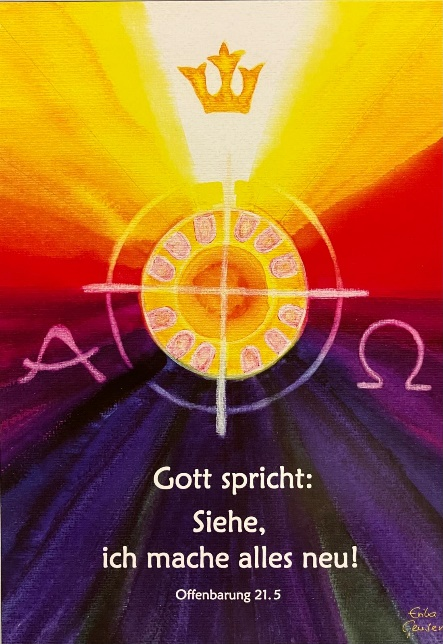 Α Ω
Gott spricht:
Siehe,
ich mache alles neu!
Offenbarung 21.5